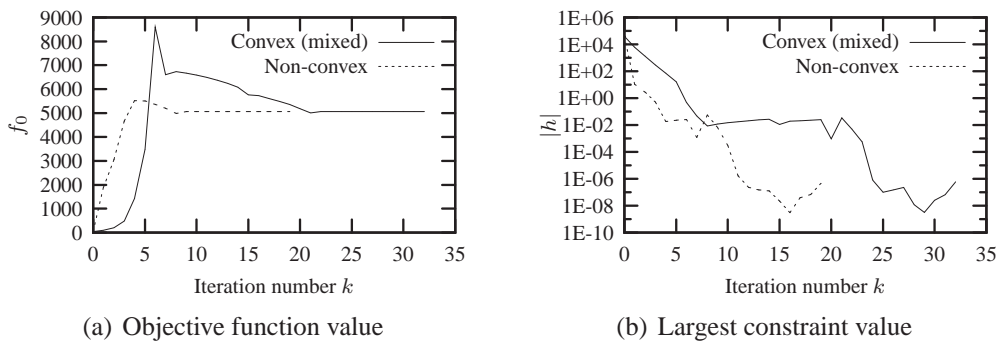 9000
8000
7000
6000
5000
4000
3000
2000
1000
0
f0
Convex (mixed)
Non-convex
0 5 10 15 20 25 30 35
Iteration number k
(a) Objective function value
1E+06
1E+04
1E+02
1E+00
1E-02
1E-04
1E-06
1E-08
1E-10
|h|
Convex (mixed)
Non-convex
0 5 10 15 20 25 30 35
Iteration number k
(b) Largest constraint value